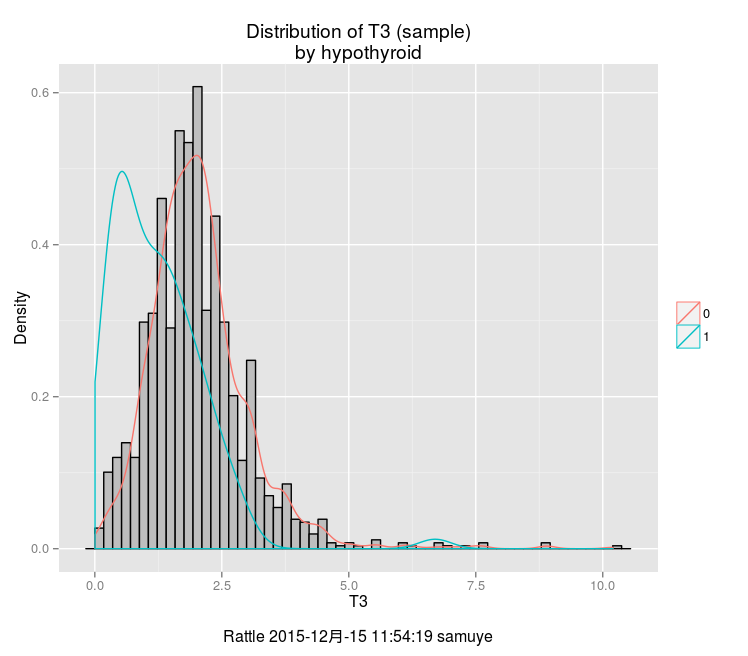 Distribution of T3 (sample)
by hypothyroid
0.6
0.4
0.2
0.0
Density
0.0 2.5 5.0 7.5 10.0
T3
0
1
Rattle 2015-12月-15 11:54:19 samuye